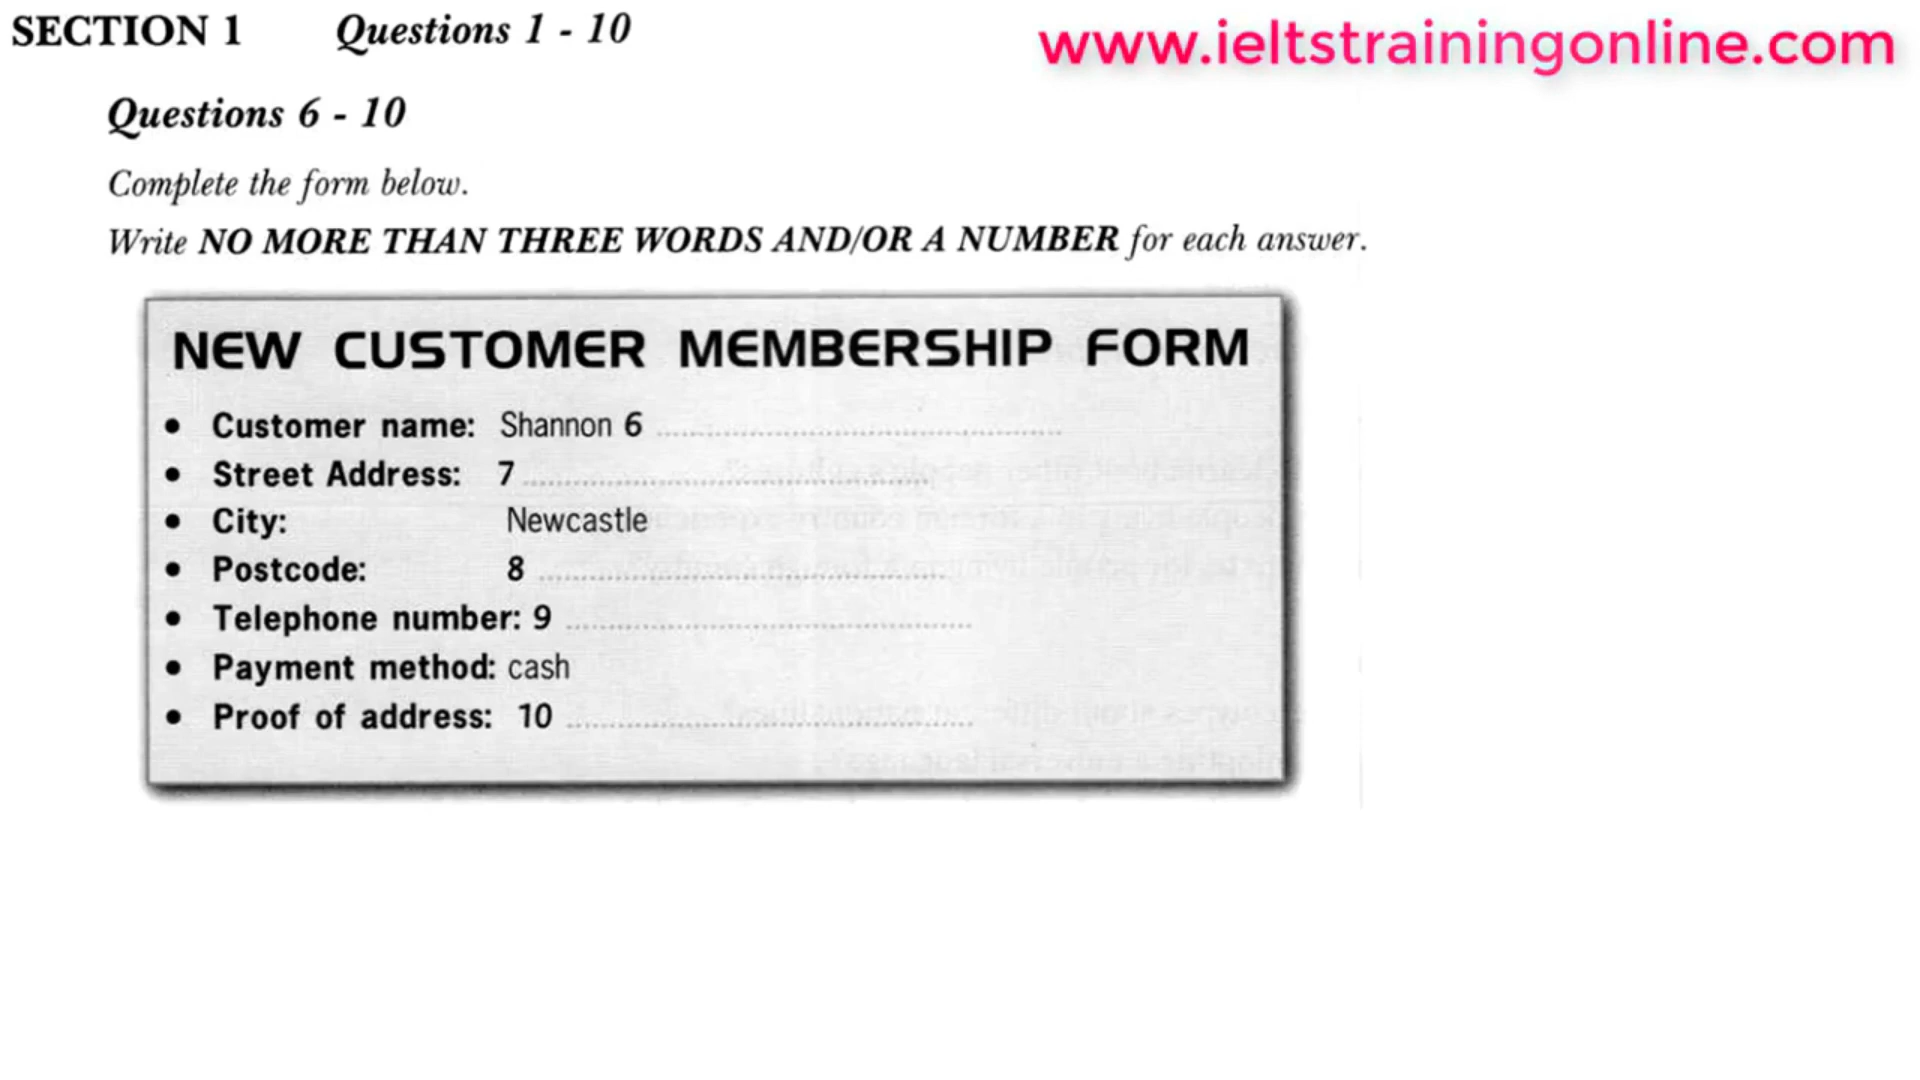 SECTION 1 Questions 1 - 10
www.ieltstrainingonline.com
Questions 6 - 10
Complete the form below.
Write NO MORE THAN THREE WORDS AND/OR A NUMBER for each answer.
NEW CUSTOMER MEMBERSHIP FORM
• Customer name: Shannon 6 ........................................
• Street Address: 7 ........................................
• City: Newcastle
• Postcode: 8 ........................................
• Telephone number: 9 ........................................
• Payment method: cash
• Proof of address: 10 ........................................